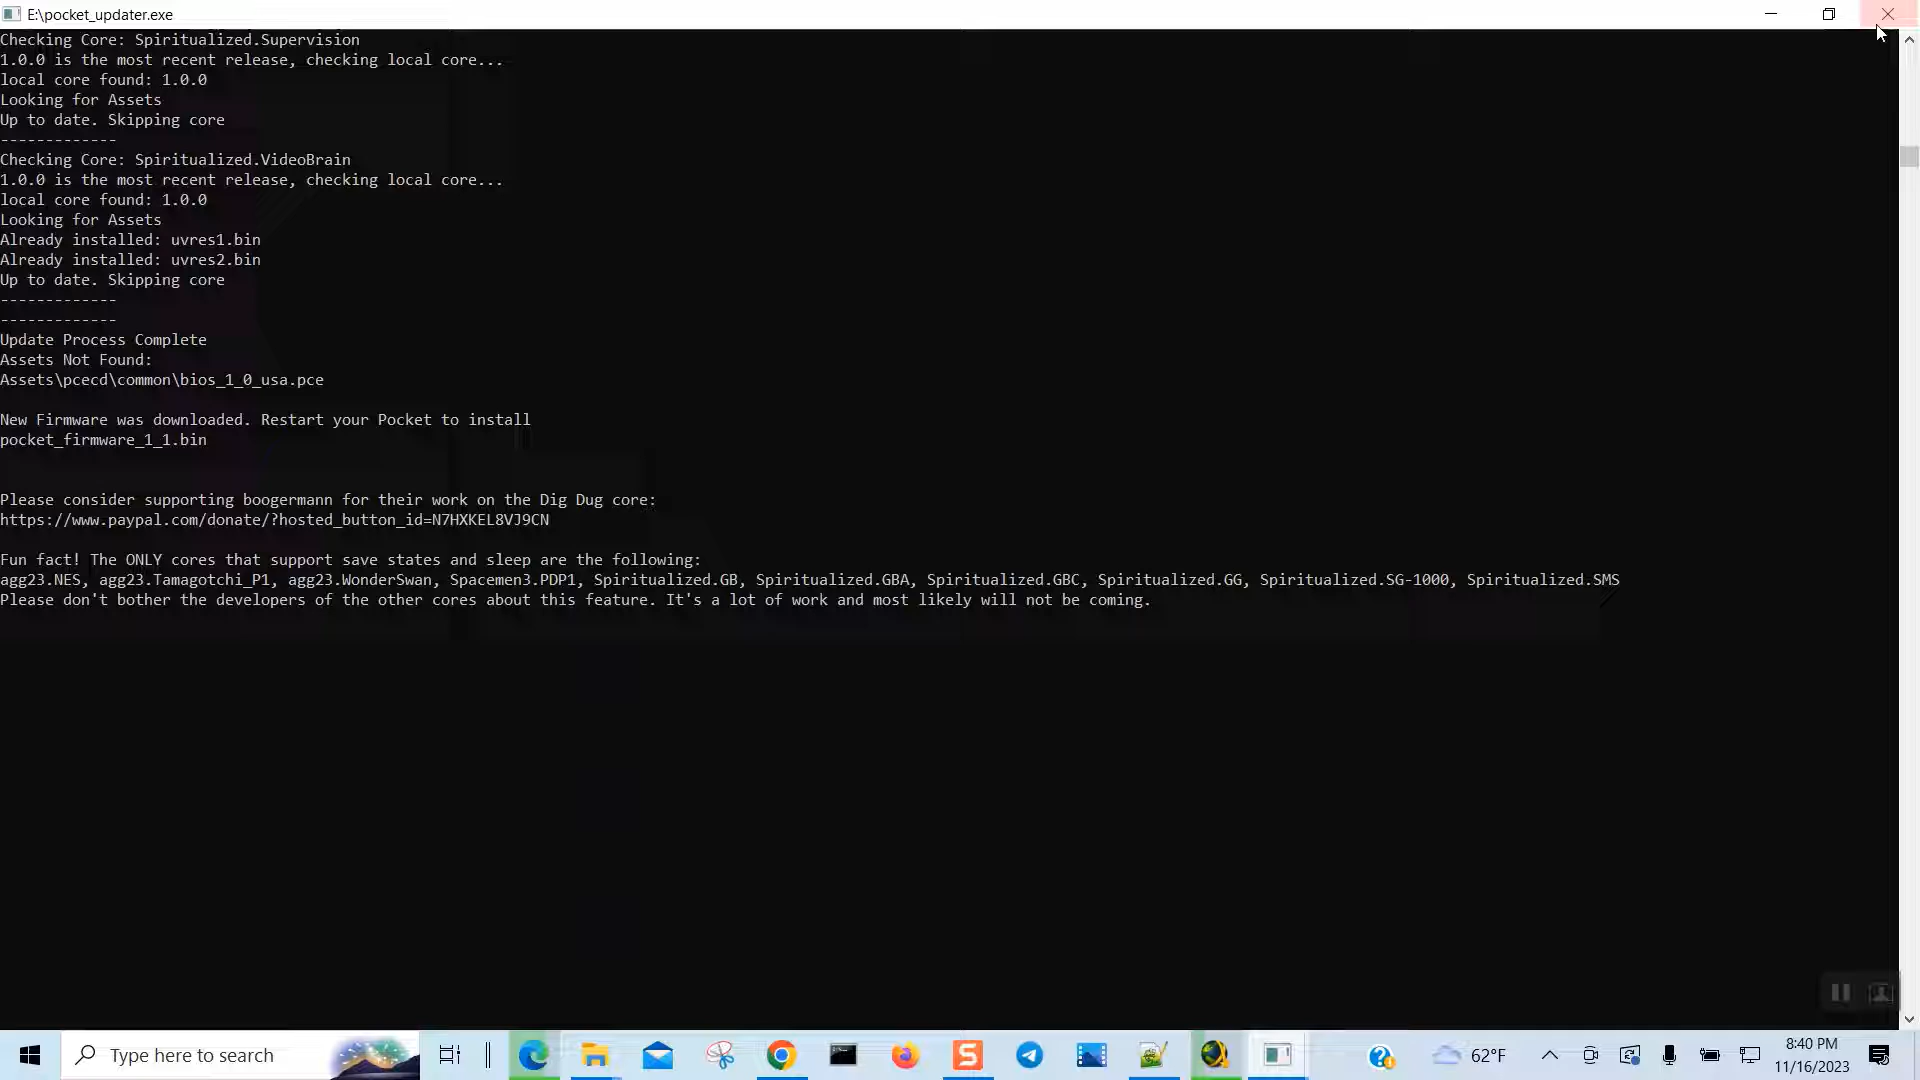 E:\pocket_updater.exe
Checking Core: Spiritualized.Supervision
1.0.0 is the most recent release, checking local core...
local core found: 1.0.0
Looking for Assets
Up to date. Skipping core
-------------
Checking Core: Spiritualized.VideoBrain
1.0.0 is the most recent release, checking local core...
local core found: 1.0.0
Looking for Assets
Already installed: uvres1.bin
Already installed: uvres2.bin
Up to date. Skipping core
-------------
-------------
Update Process Complete
Assets Not Found:
Assets\pcecd\common\bios_1_0_usa.pce
New Firmware was downloaded. Restart your Pocket to install
pocket_firmware_1_1.bin
Please consider supporting boogermann for their work on the Dig Dug core:
https://www.paypal.com/donate/?hosted_button_id=N7HXKEL8VJ9CN
Fun fact! The ONLY cores that support save states and sleep are the following:
agg23.NES, agg23.Tamagotchi_P1, agg23.WonderSwan, Spacemen3.PDP1, Spiritualized.GB, Spiritualized.GBA, Spiritualized.GBC, Spiritualized.GG, Spiritualized.SG-1000, Spiritualized.SMS
Please don't bother the developers of the other cores about this feature. It's a lot of work and most likely will not be coming.
Type here to search
62°F
8:40 PM
11/16/2023